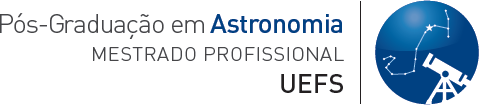 Pós-Graduação em Astronomia
MESTRADO PROFISSIONAL
UEFS